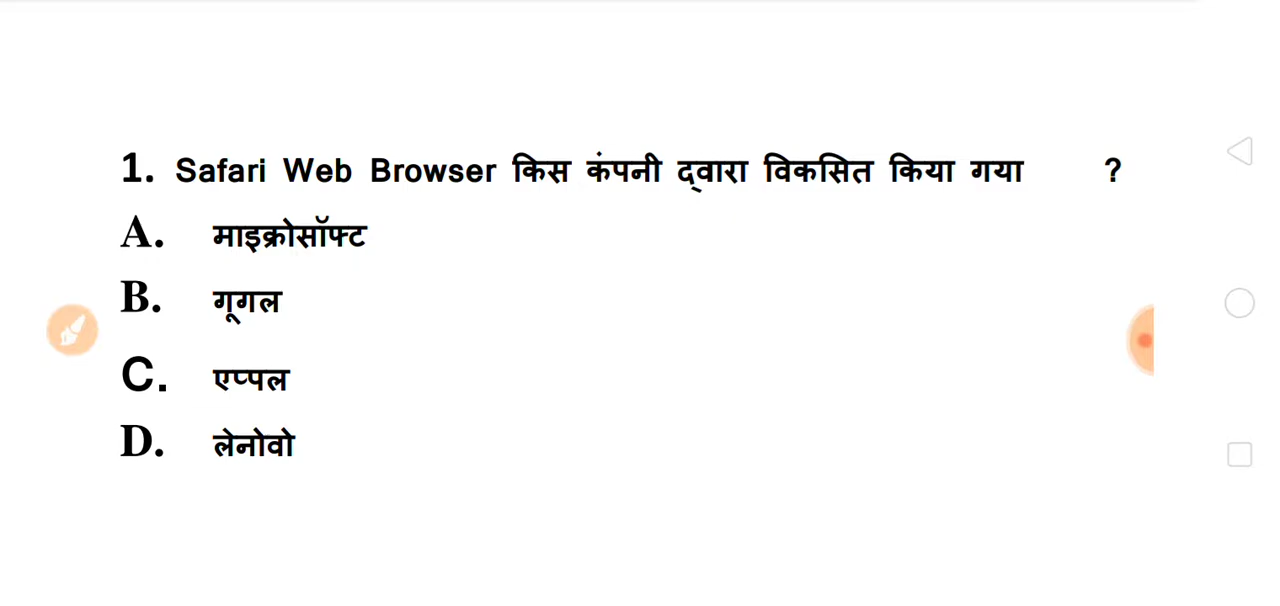 1. Safari Web Browser किस कंपनी द्वारा विकसित किया गया ?
A. माइक्रोसॉफ्ट
B. गूगल
C. एप्पल
D. लेनोवो